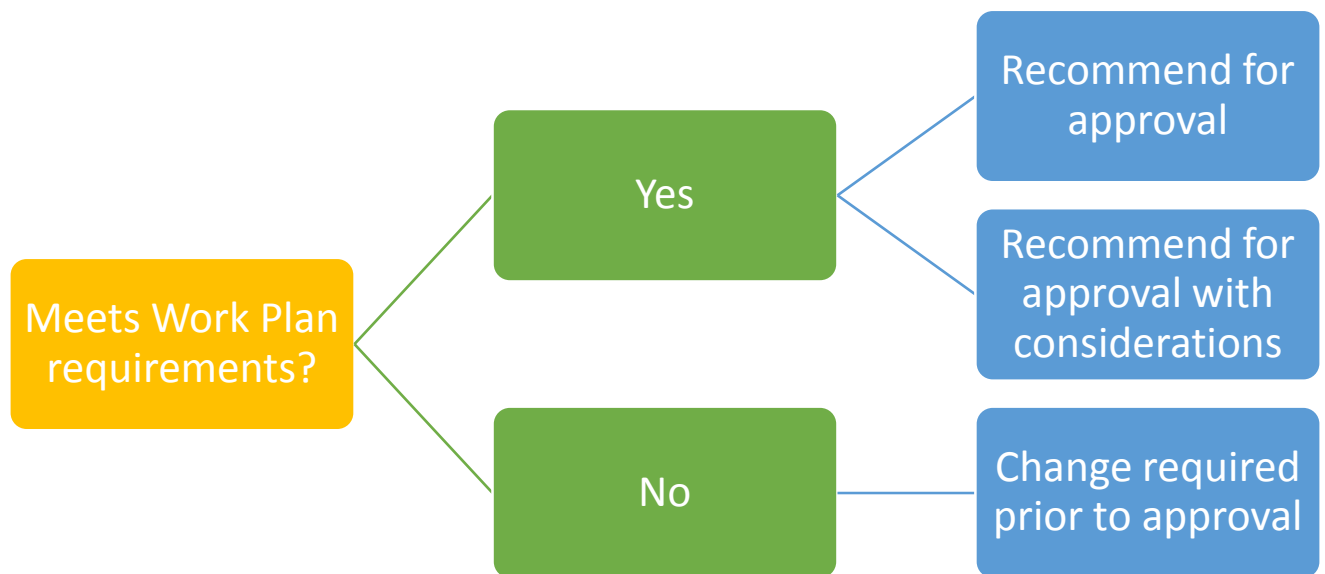 Meets Work Plan
requirements?
Yes
No
Recommend for
approval
Recommend for
approval with
considerations
Change required
prior to approval